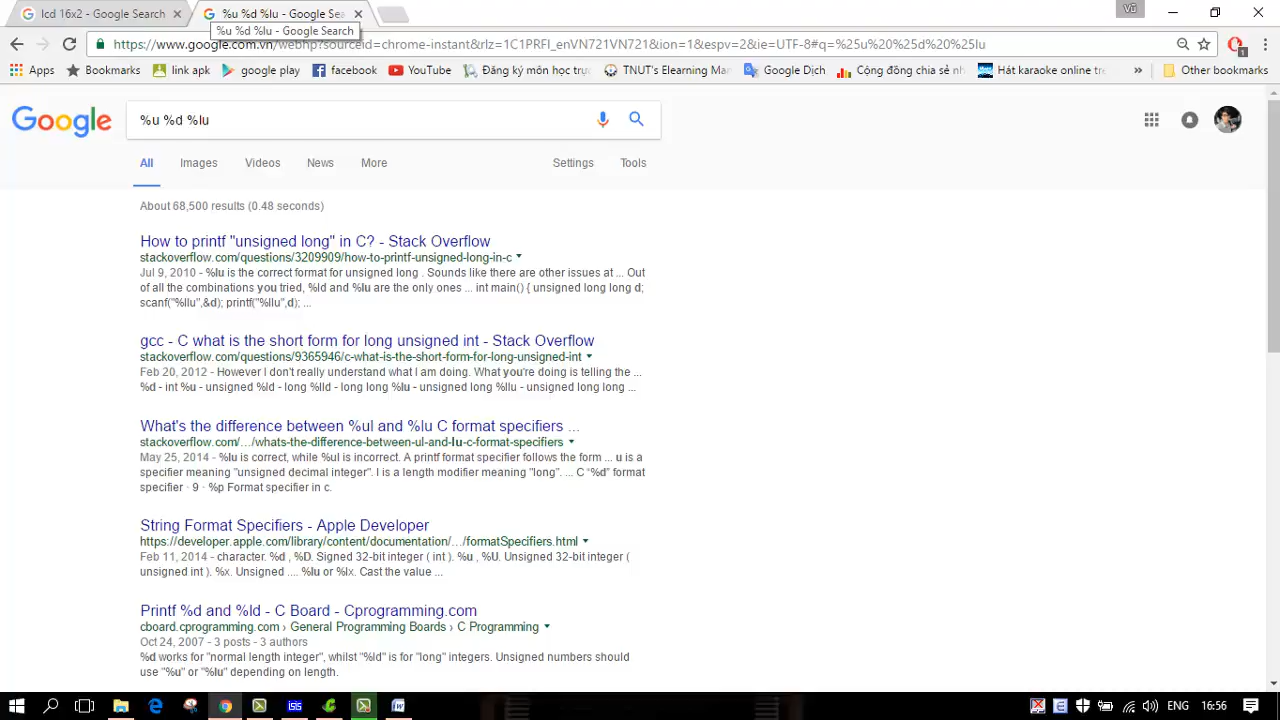 lcd 16x2 - Google Search
%u %d %lu - Google Sea
Vũ
%u %d %lu - Google Search
https://www.google.com.vn/webhp?sourceid=chrome-instant&rlz=1C1PRFI_enVN721VN721&ion=1&espv=2&ie=UTF-8#q=%25u%20%25d%20%25lu
Apps Bookmarks link apk google play facebook YouTube Đăng ký môn học trực TNUT's Elearning Man Google Dịch Cộng đồng chia sẻ nh Hát karaoke online tr » Other bookmarks
Google
%u %d %lu
All Images Videos News More Settings Tools
About 68,500 results (0.48 seconds)
How to printf "unsigned long" in C? - Stack Overflow
stackoverflow.com/questions/3209909/how-to-printf-unsigned-long-in-c
Jul 9, 2010 - %lu is the correct format for unsigned long . Sounds like there are other issues at ... Out
of all the combinations you tried, %ld and %lu are the only ones ... int main() { unsigned long long d;
scanf("%llu",&d); printf("%llu",d); ...
gcc - C what is the short form for long unsigned int - Stack Overflow
stackoverflow.com/questions/9365946/c-what-is-the-short-form-for-long-unsigned-int
Feb 20, 2012 - However I don't really understand what I am doing. What you're doing is telling the ...
%d - int %u - unsigned %ld - long %lld - long long %lu - unsigned long %llu - unsigned long long ...
What's the difference between %ul and %lu C format specifiers ...
stackoverflow.com/.../whats-the-difference-between-ul-and-lu-c-format-specifiers
May 25, 2014 - %lu is correct, while %ul is incorrect. A printf format specifier follows the form ... u is a
specifier meaning "unsigned decimal integer". l is a length modifier meaning "long". ... C “%d” format
specifier · 9 · %p Format specifier in c.
String Format Specifiers - Apple Developer
https://developer.apple.com/library/content/documentation/.../formatSpecifiers.html
Feb 11, 2014 - character. %d , %D. Signed 32-bit integer ( int ). %u , %U. Unsigned 32-bit integer (
unsigned int ). %x. Unsigned .... %lu or %lx. Cast the value ...
Printf %d and %ld - C Board - Cprogramming.com
cboard.cprogramming.com › General Programming Boards › C Programming
Oct 24, 2007 - 3 posts - 3 authors
%d works for "normal length integer", whilst "%ld" is for "long" integers. Unsigned numbers should
use "%u" or "%lu" depending on length.
ENG